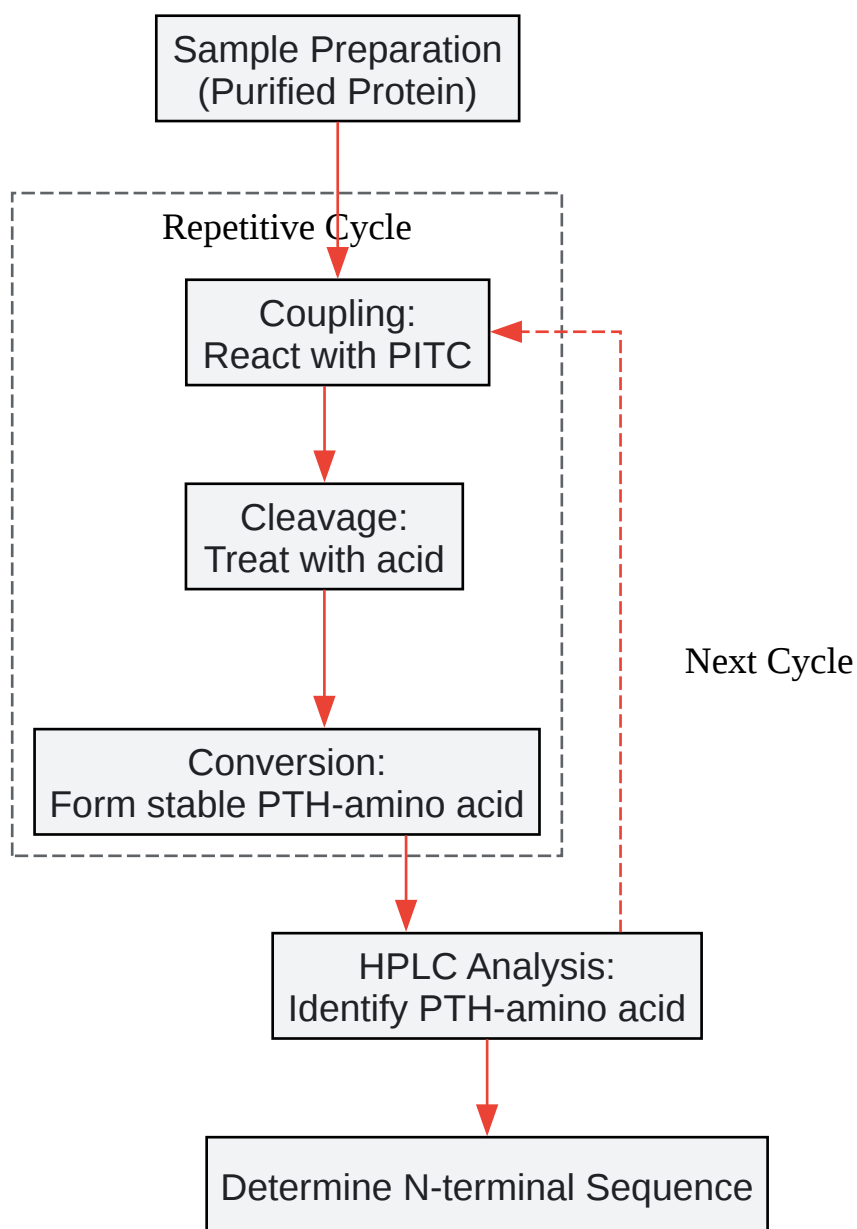 Sample Preparation
(Purified Protein)
Repetitive Cycle
Coupling:
React with PITC
Cleavage:
Treat with acid
Next Cycle
Conversion:
Form stable PTH-amino acid
HPLC Analysis:
Identify PTH-amino acid
Determine N-terminal Sequence